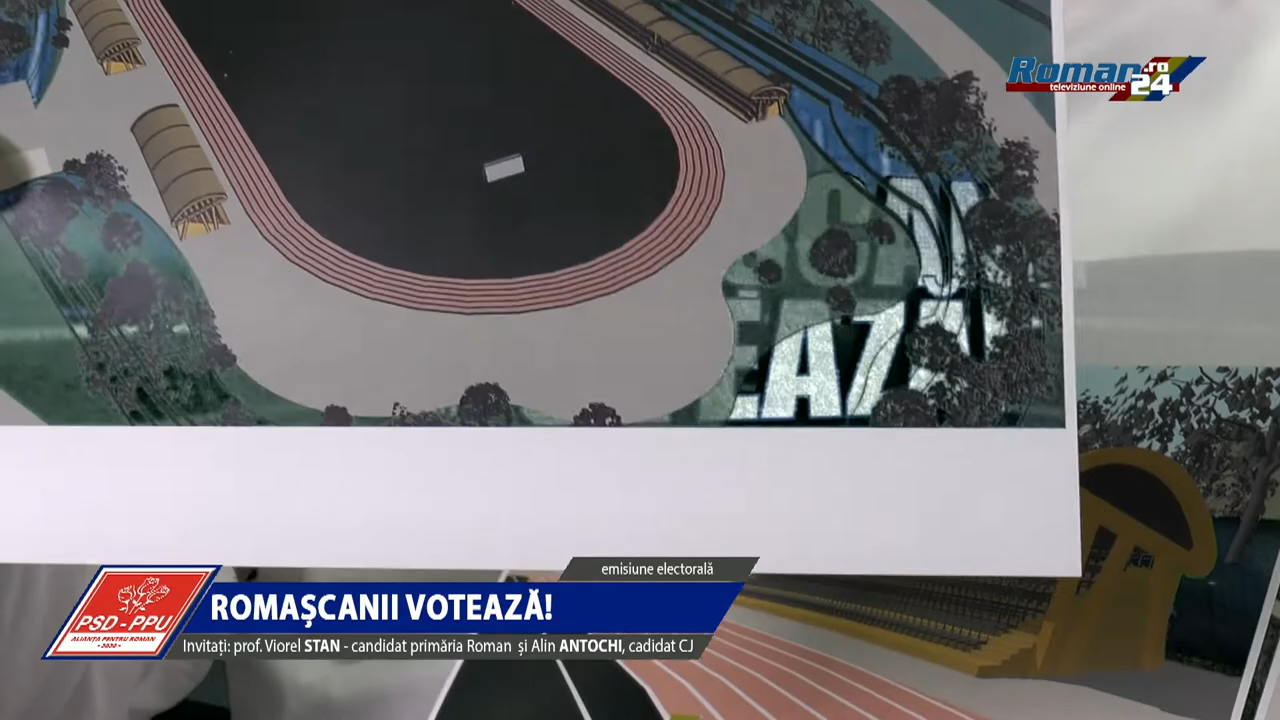 Roman .ro
24
televiziune online
EAZĂ
emisiune electorală
ROMAȘCANII VOTEAZĂ!
PSD-PPU
ALIANȚA PENTRU ROMAN
- 2020 -
Invitați: prof. Viorel STAN - candidat primăria Roman și Alin ANTOCHI, cadidat CJ